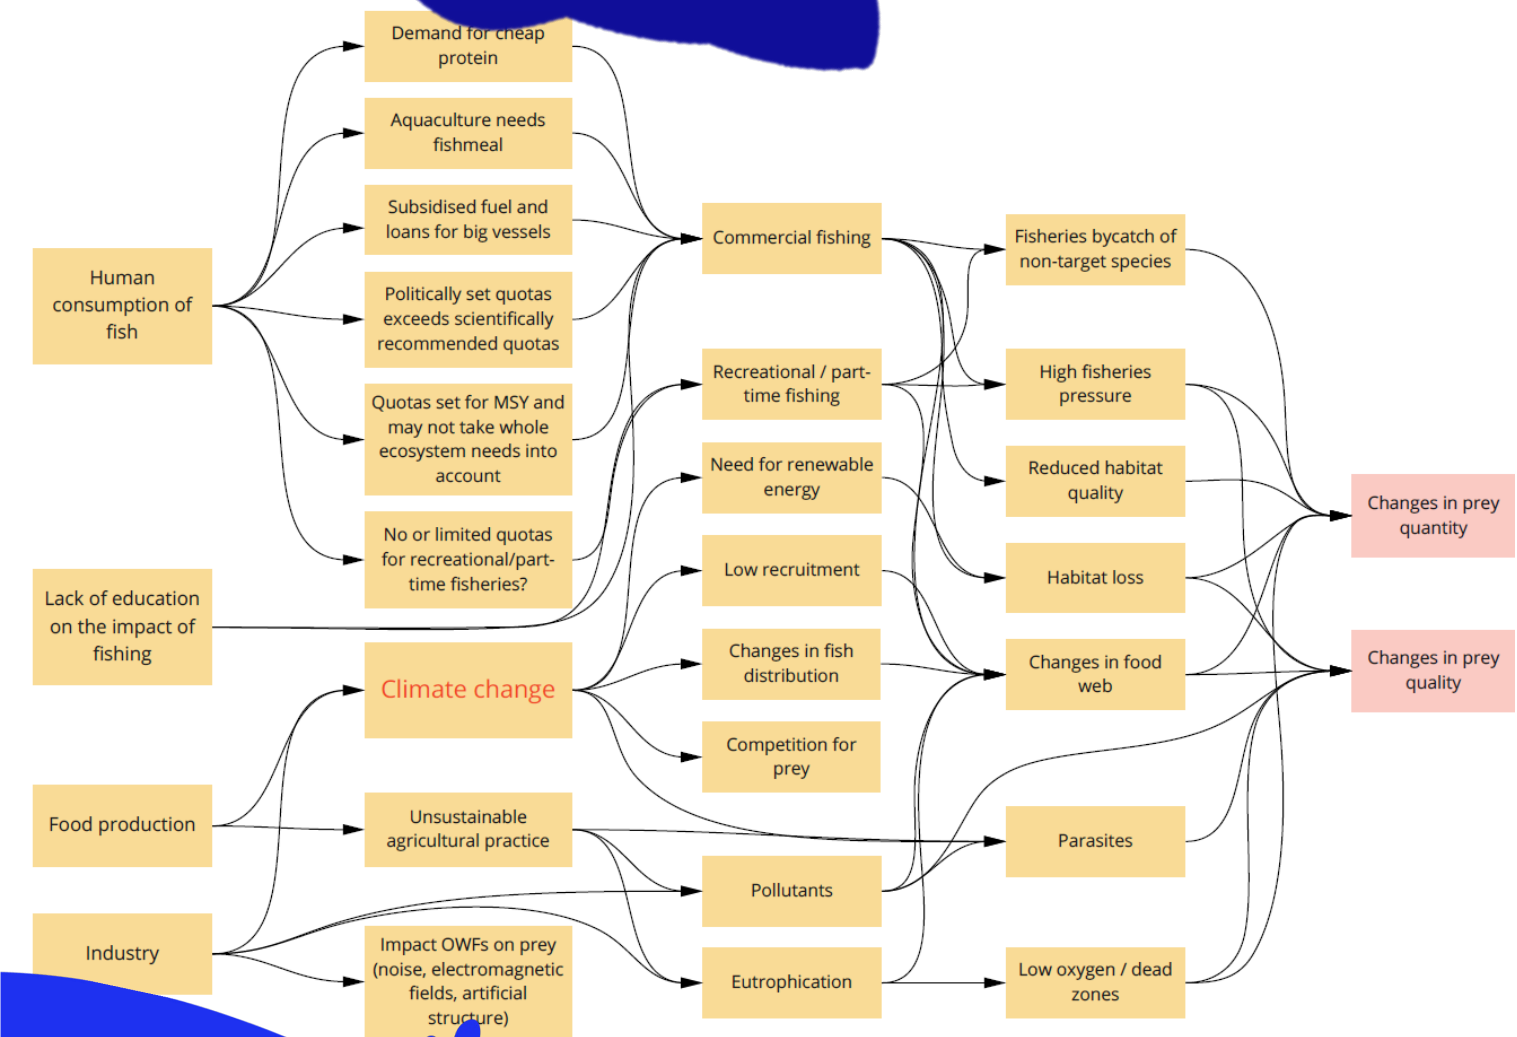 Demand for cheap
protein
Aquaculture needs
fishmeal
Subsidised fuel and
loans for big vessels
Politically set quotas
exceeds scientifically
recommended quotas
Quotas set for MSY and
may not take whole
ecosystem needs into
account
No or limited quotas
for recreational/part-
time fisheries?
Human
consumption of
fish
Lack of education
on the impact of
fishing
Climate change
Food production
Unsustainable
agricultural practice
Industry
Impact OWFs on prey
(noise, electromagnetic
fields, artificial
structure)
Commercial fishing
Recreational / part-
time fishing
Need for renewable
energy
Low recruitment
Changes in fish
distribution
Competition for
prey
Pollutants
Eutrophication
Fisheries bycatch of
non-target species
High fisheries
pressure
Reduced habitat
quality
Habitat loss
Changes in food
web
Parasites
Low oxygen / dead
zones
Changes in prey
quantity
Changes in prey
quality